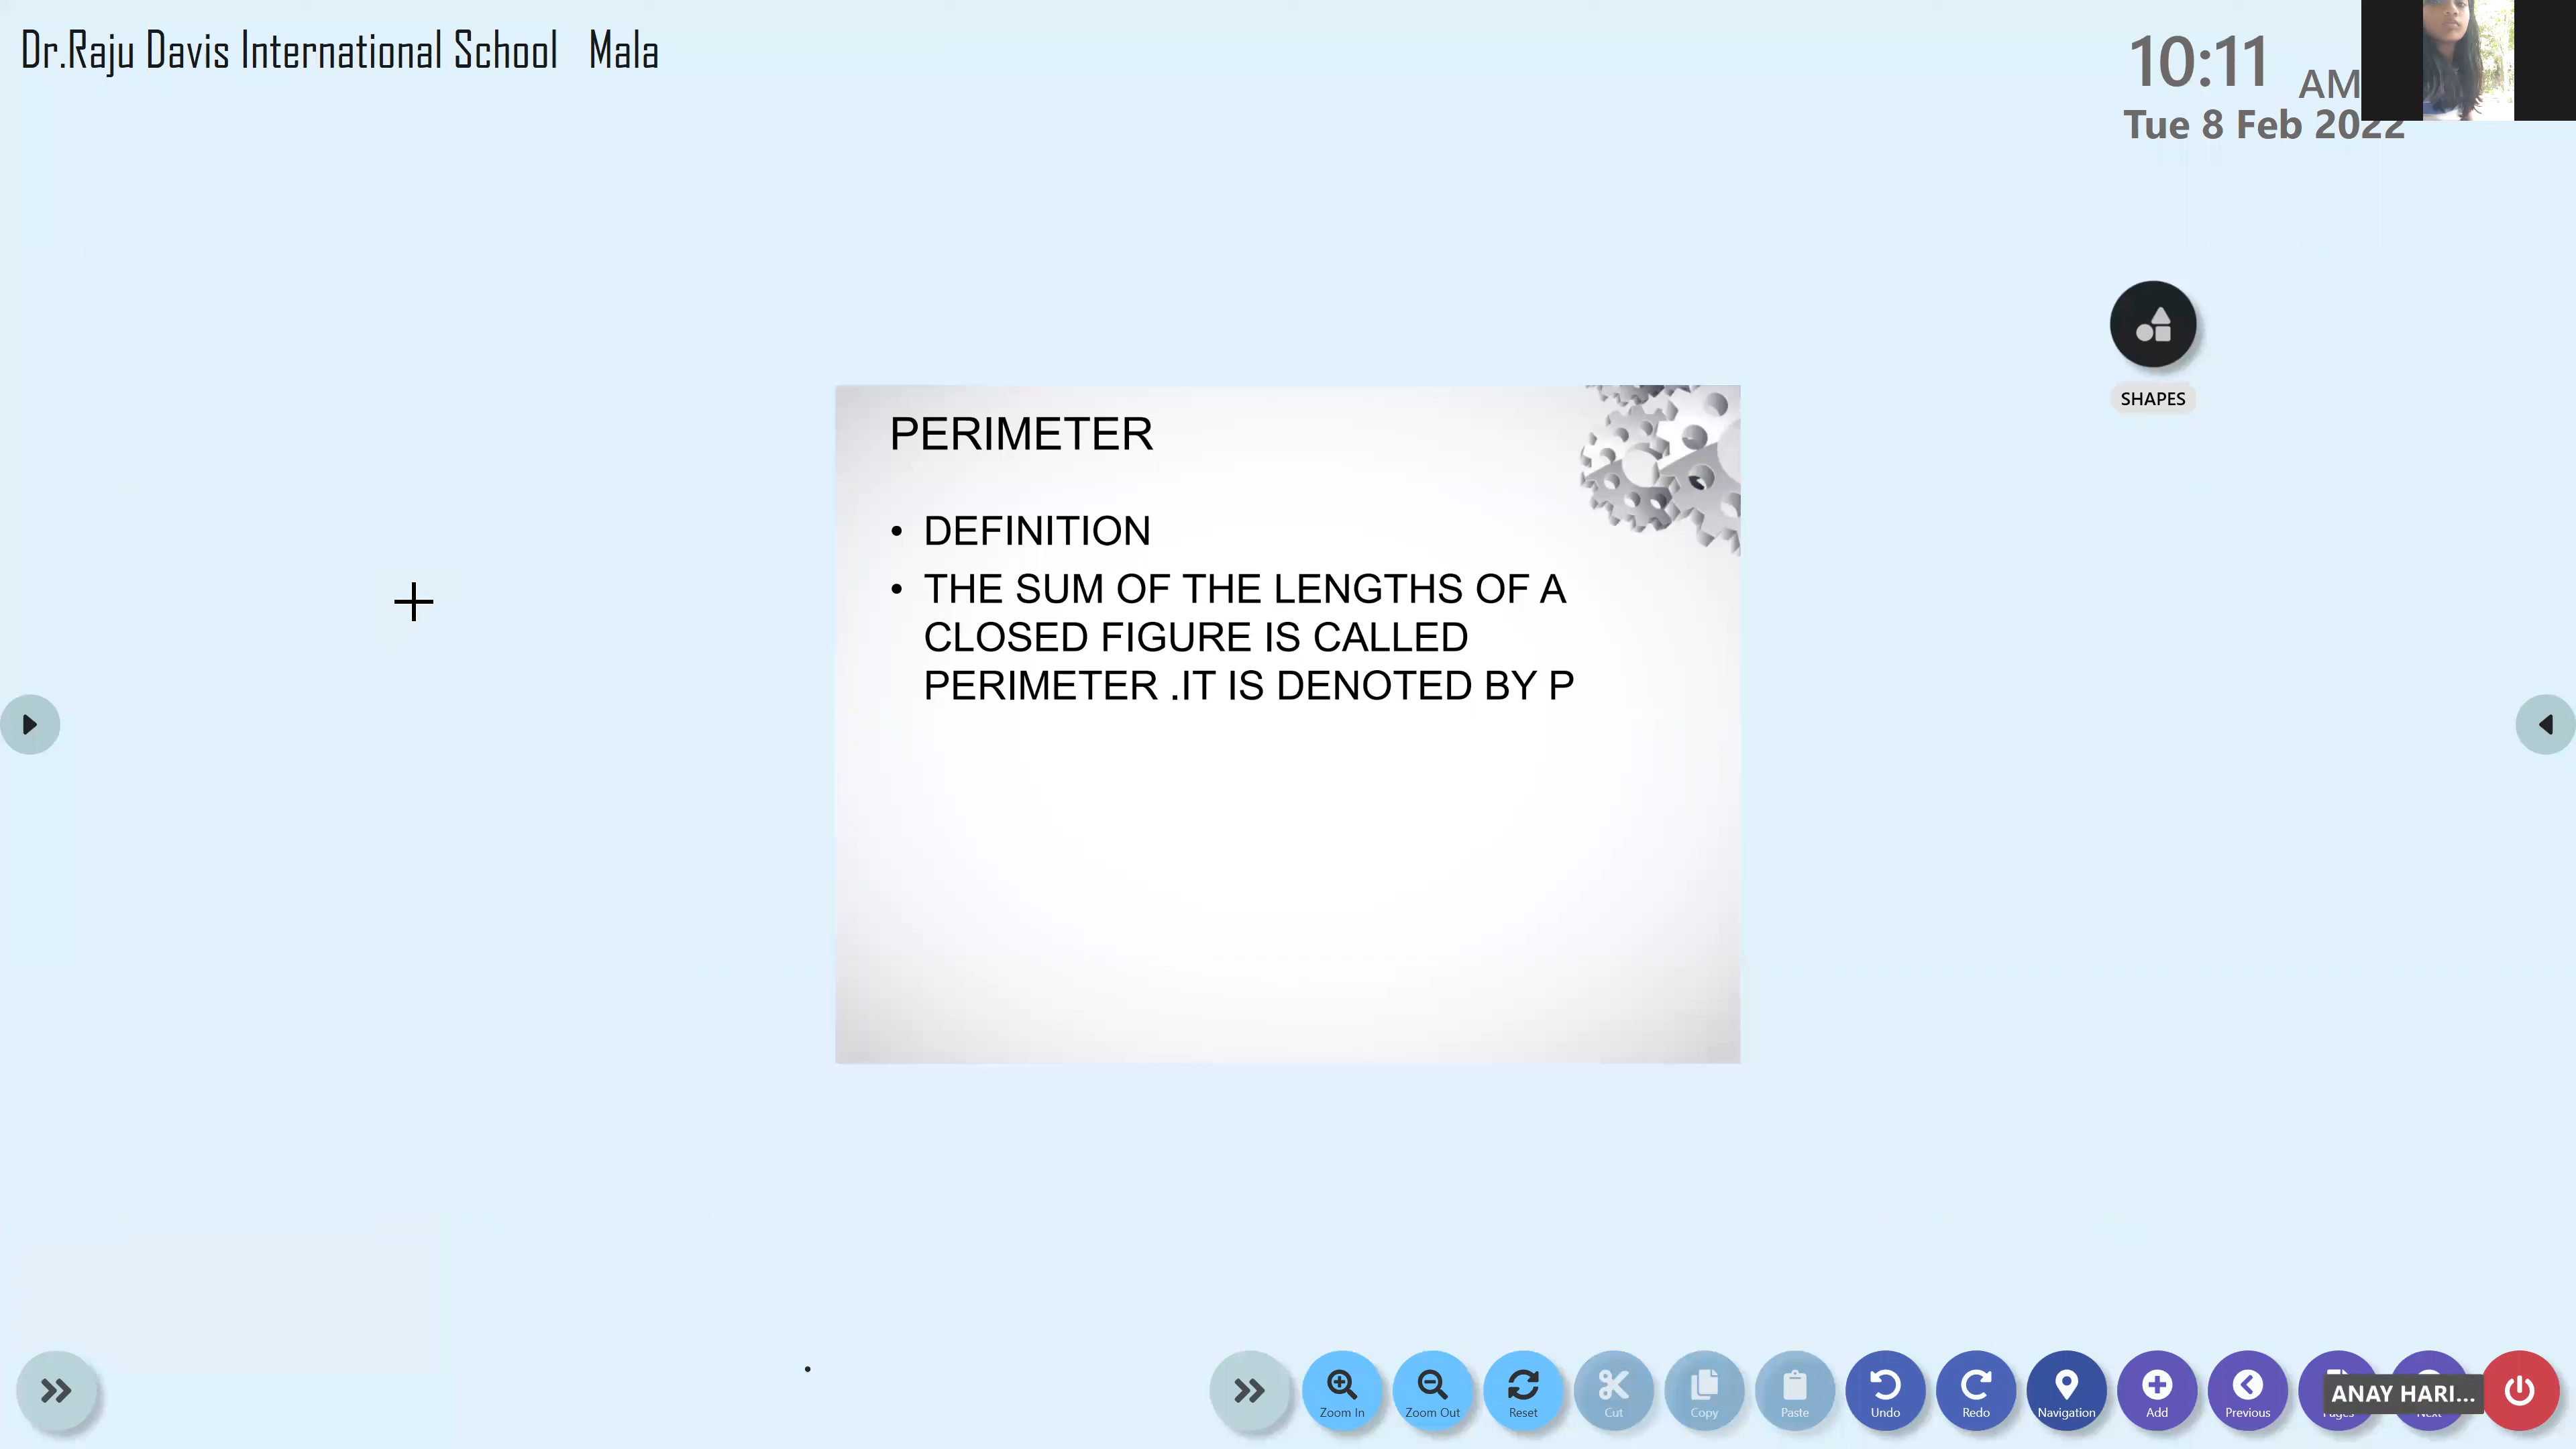 Dr.Raju Davis International School Mala
10:11 AM
Tue 8 Feb 2022
SHAPES
PERIMETER
• DEFINITION
• THE SUM OF THE LENGTHS OF A
CLOSED FIGURE IS CALLED
PERIMETER .IT IS DENOTED BY P
Zoom In
Zoom Out
Reset
Cut
Copy
Paste
Undo
Redo
Navigation
Add
Previous
ANAY HARI...